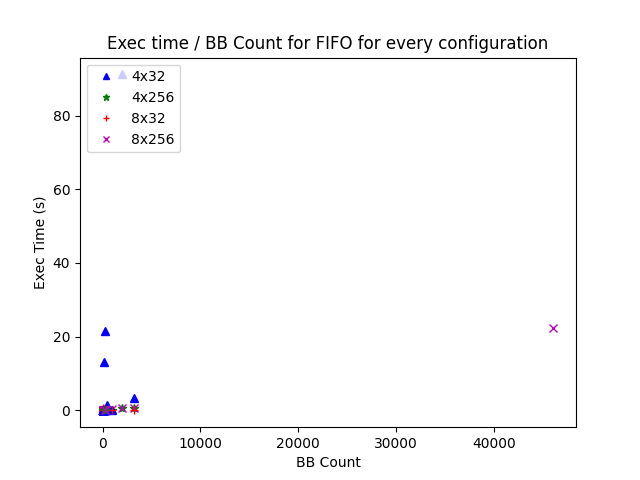 Exec time / BB Count for FIFO for every configuration
4x32
4x256
8x32
8x256
80
60
40
20
0
Exec Time (s)
0 10000 20000 30000 40000
BB Count